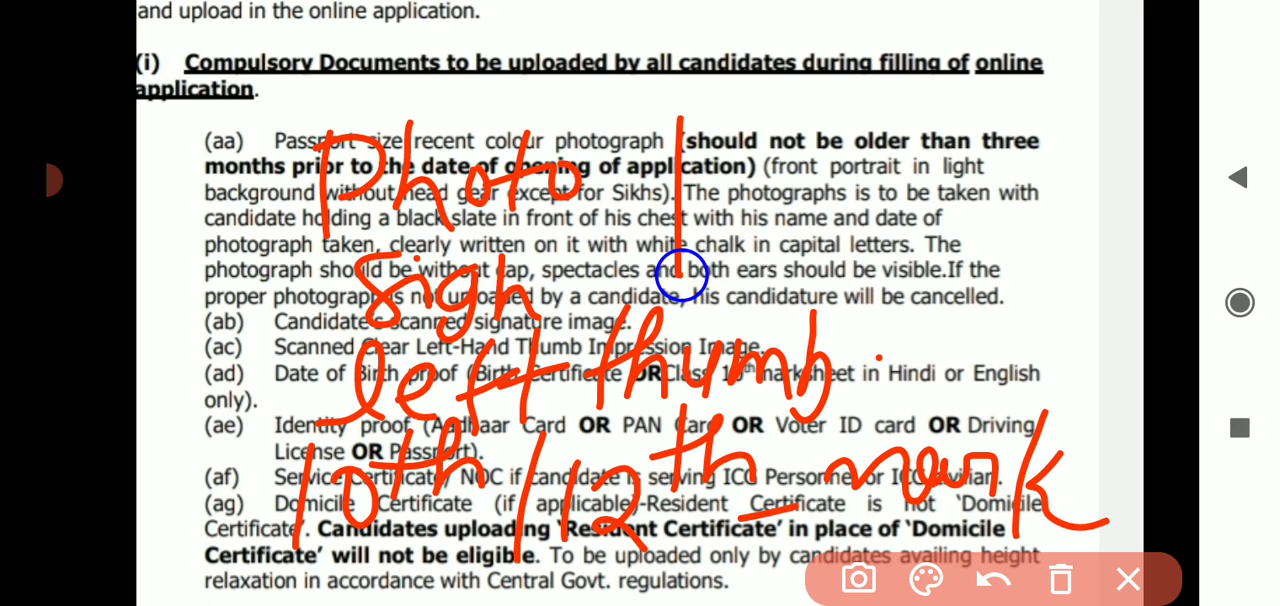 and upload in the online application.
(i) Compulsory Documents to be uploaded by all candidates during filling of online
application.
(aa) Passport size recent colour photograph (should not be older than three
months prior to the date of opening of application) (front portrait in light
background without head gear except for Sikhs). The photographs is to be taken with
candidate holding a black slate in front of his chest with his name and date of
photograph taken, clearly written on it with white chalk in capital letters. The
photograph should be without cap, spectacles and both ears should be visible.If the
proper photograph is not uploaded by a candidate, his candidature will be cancelled.
(ab) Candidate's scanned signature image.
(ac) Scanned Clear Left-Hand Thumb Impression Image.
(ad) Date of Birth proof (Birth Certificate OR Class 10th marksheet in Hindi or English
only).
(ae) Identity proof (Aadhaar Card OR PAN Card OR Voter ID card OR Driving
License OR Passport).
(af) Service Certificate/ NOC if candidate is serving ICG Personnel or ICG Civilian.
(ag) Domicile Certificate (if applicable)-Resident Certificate is not 'Domicile
Certificate'. Candidates uploading 'Resident Certificate' in place of 'Domicile
Certificate' will not be eligible. To be uploaded only by candidates availing height
relaxation in accordance with Central Govt. regulations.
Photo
sign
left thumb
10th/12th mark